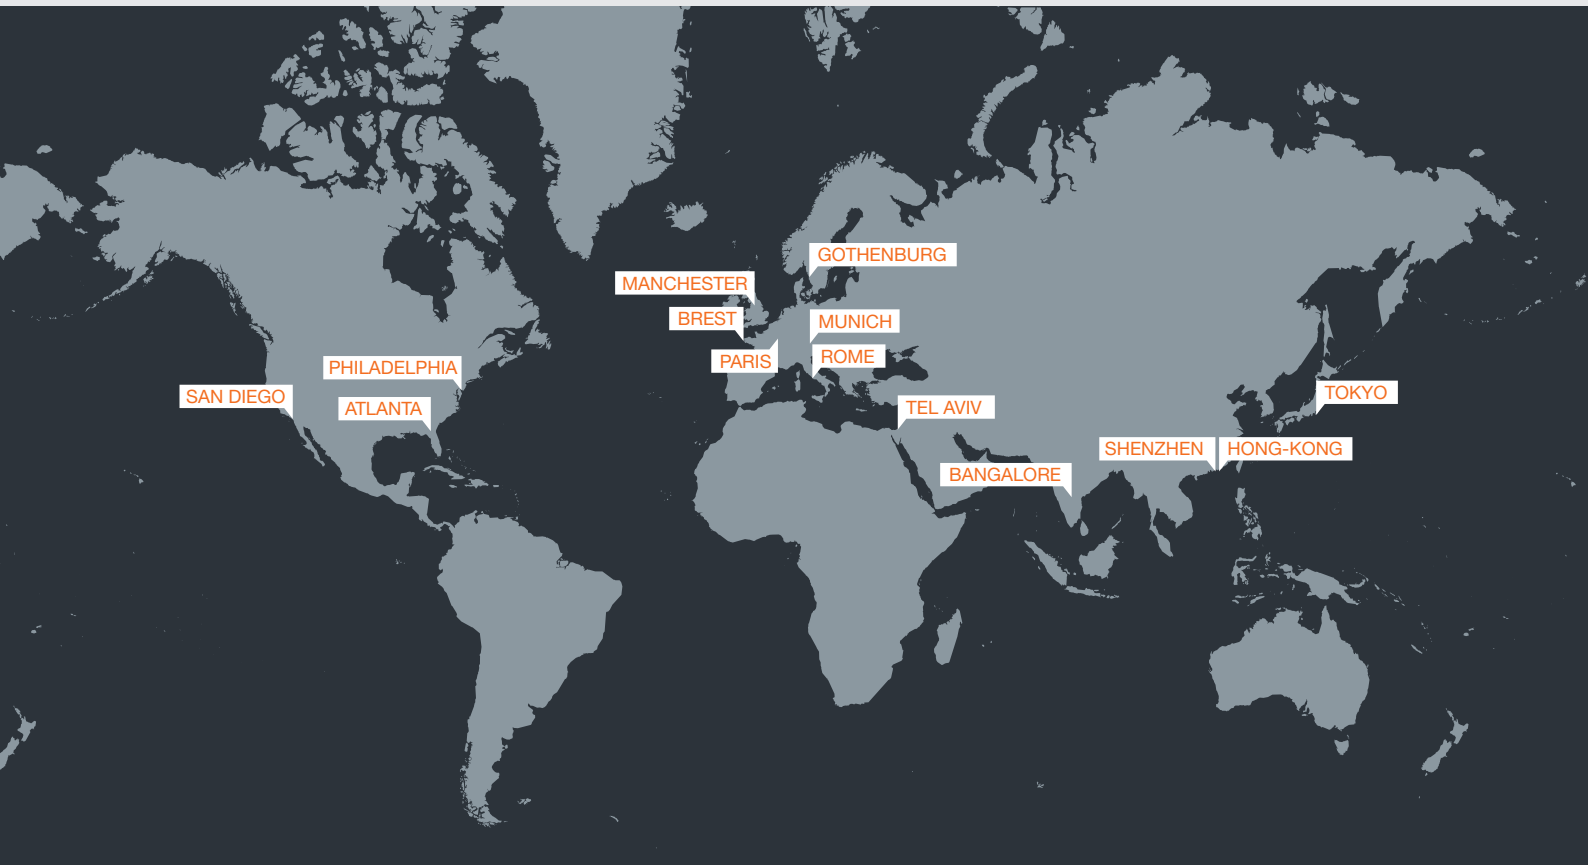 GOTHENBURG
MANCHESTER
BREST
MUNICH
PARIS
ROME
PHILADELPHIA
SAN DIEGO
ATLANTA
TOKYO
TEL AVIV
SHENZHEN
HONG-KONG
BANGALORE